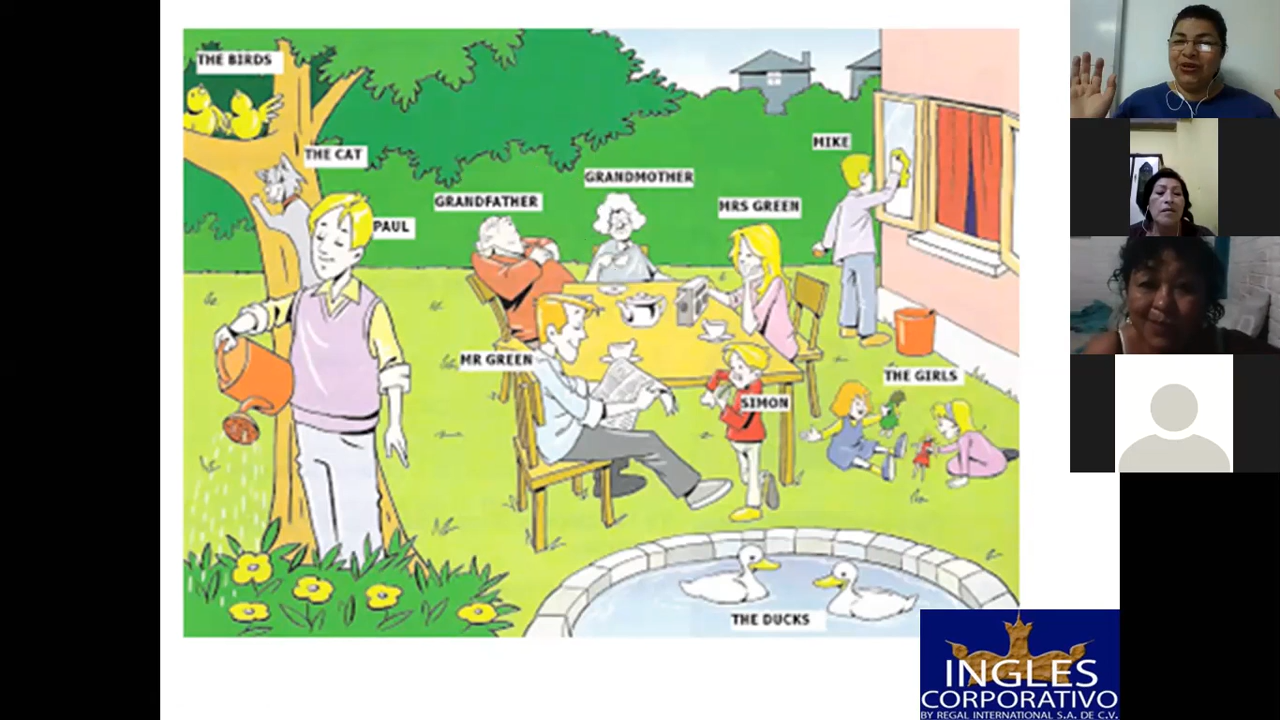 THE BIRDS
THE CAT
MIKE
GRANDMOTHER
GRANDFATHER
MRS GREEN
PAUL
MR GREEN
THE GIRLS
SIMON
THE DUCKS
INGLES
CORPORATIVO
BY REGAL INTERNATIONAL S.A. DE C.V.